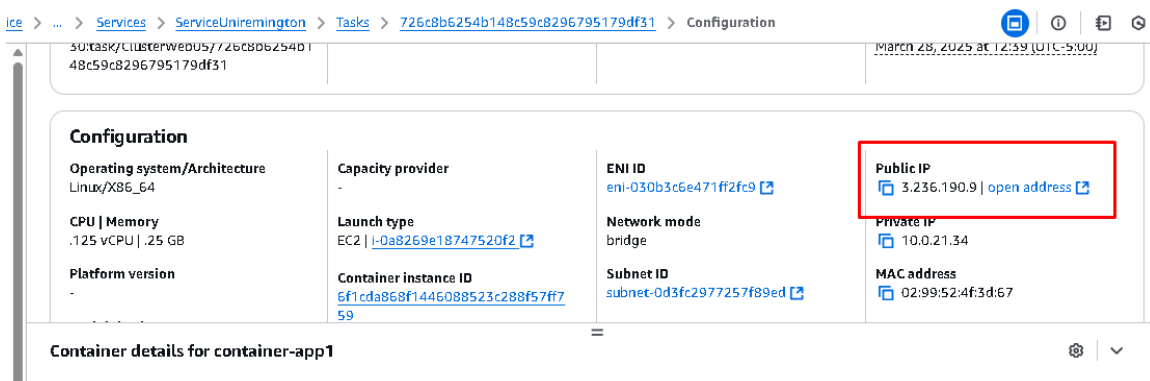 ice > ... > Services > ServiceUniremington > Tasks > 726c8b6254b148c59c8296795179df31 > Configuration
30:task/ClusterWeb05/726c8b6254b1
48c59c8296795179df31
March 28, 2025 at 12:39 (UTC-5:00)
Configuration
Operating system/Architecture
Linux/X86_64
CPU | Memory
.125 vCPU | .25 GB
Platform version
-
Capacity provider
-
Launch type
EC2 | i-0a8269e18747520f2
Container instance ID
6f1cda868f1446088523c288f57ff7
59
ENI ID
eni-030b3c6e471ff2fc9
Network mode
bridge
Subnet ID
subnet-0d3fc2977257f89ed
Public IP
3.236.190.9 | open address
Private IP
10.0.21.34
MAC address
02:99:52:4f:3d:67
Container details for container-app1